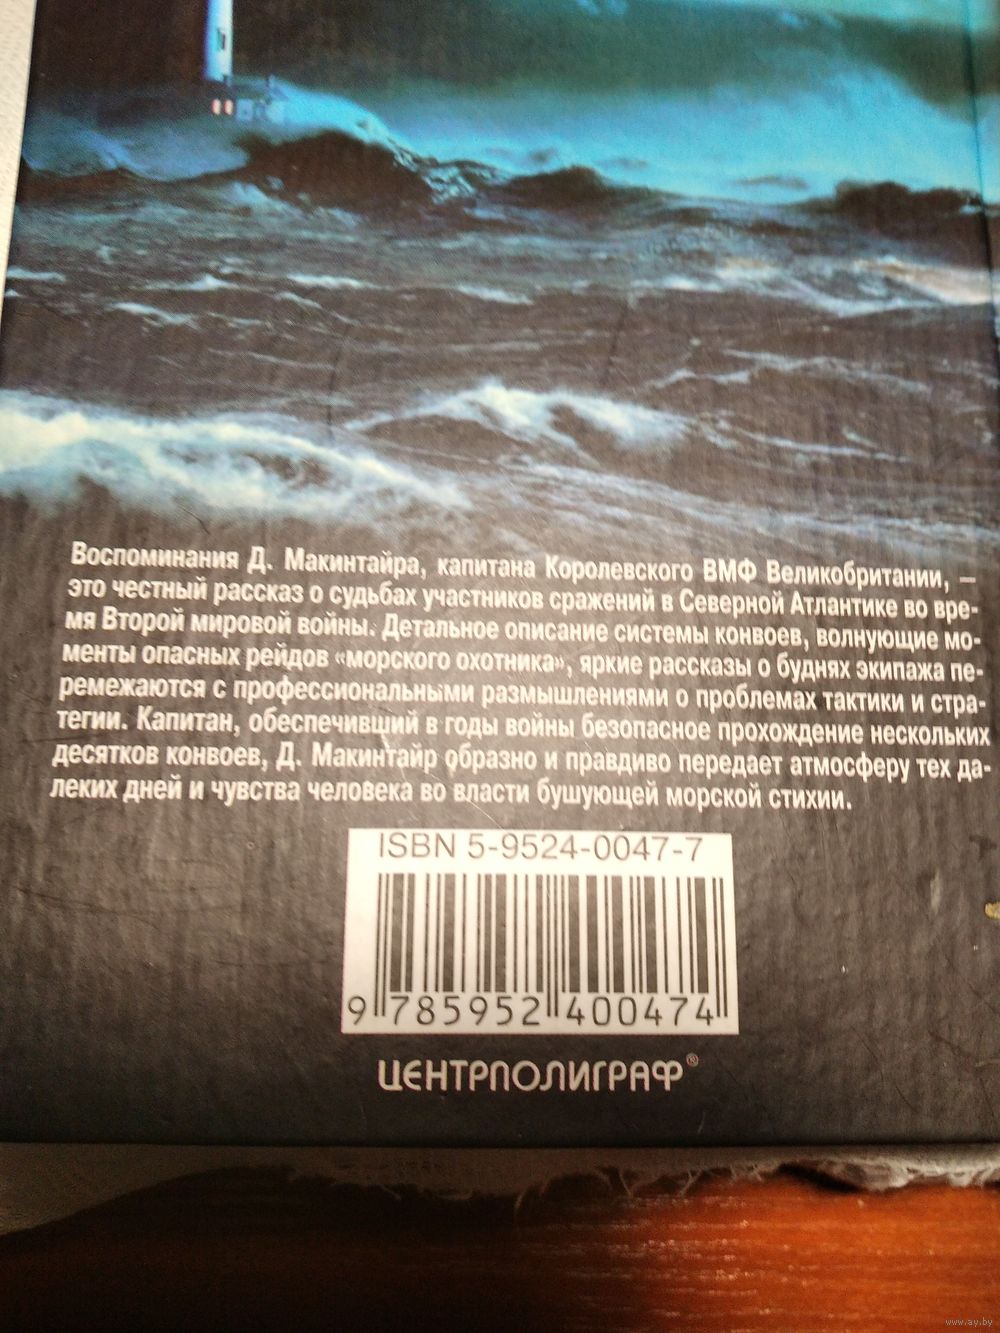 Воспоминания Д. Макинтайра, капитана Королевского ВМФ Великобритании, –
это честный рассказ о судьбах участников сражений в Северной Атлантике во вре-
мя Второй мировой войны. Детальное описание системы конвоев, волнующие мо-
менты опасных рейдов «морского охотника», яркие рассказы о буднях экипажа пе-
ремежаются с профессиональными размышлениями о проблемах тактики и стра-
тегии. Капитан, обеспечивший в годы войны безопасное прохождение нескольких
десятков конвоев, Д. Макинтайр образно и правдиво передает атмосферу тех да-
леких дней и чувства человека во власти бушующей морской стихии.
ISBN 5-9524-0047-7
9 785952 400474
ЦЕНТРПОЛИГРАФ®
www.ay.by